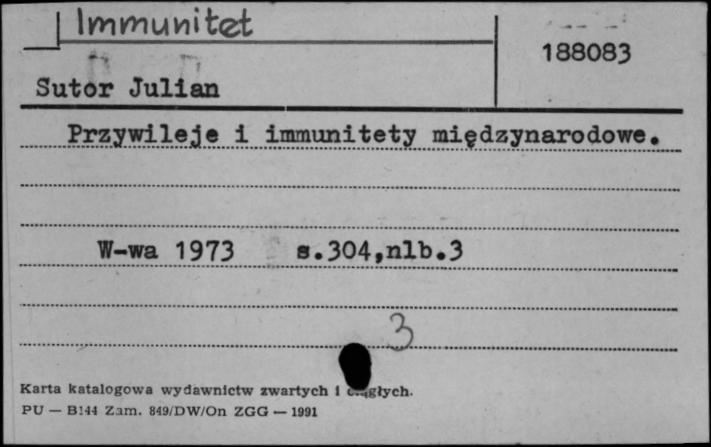 Immunitet
188083
Sutor Julian
Przywileje i immunitety międzynarodowe.
W-wa 1973 s.304,nlb.3
3
Karta katalogowa wydawnictw zwartych i ciągłych.
PU — B144 Zam. 849/DW/On ZGG — 1991